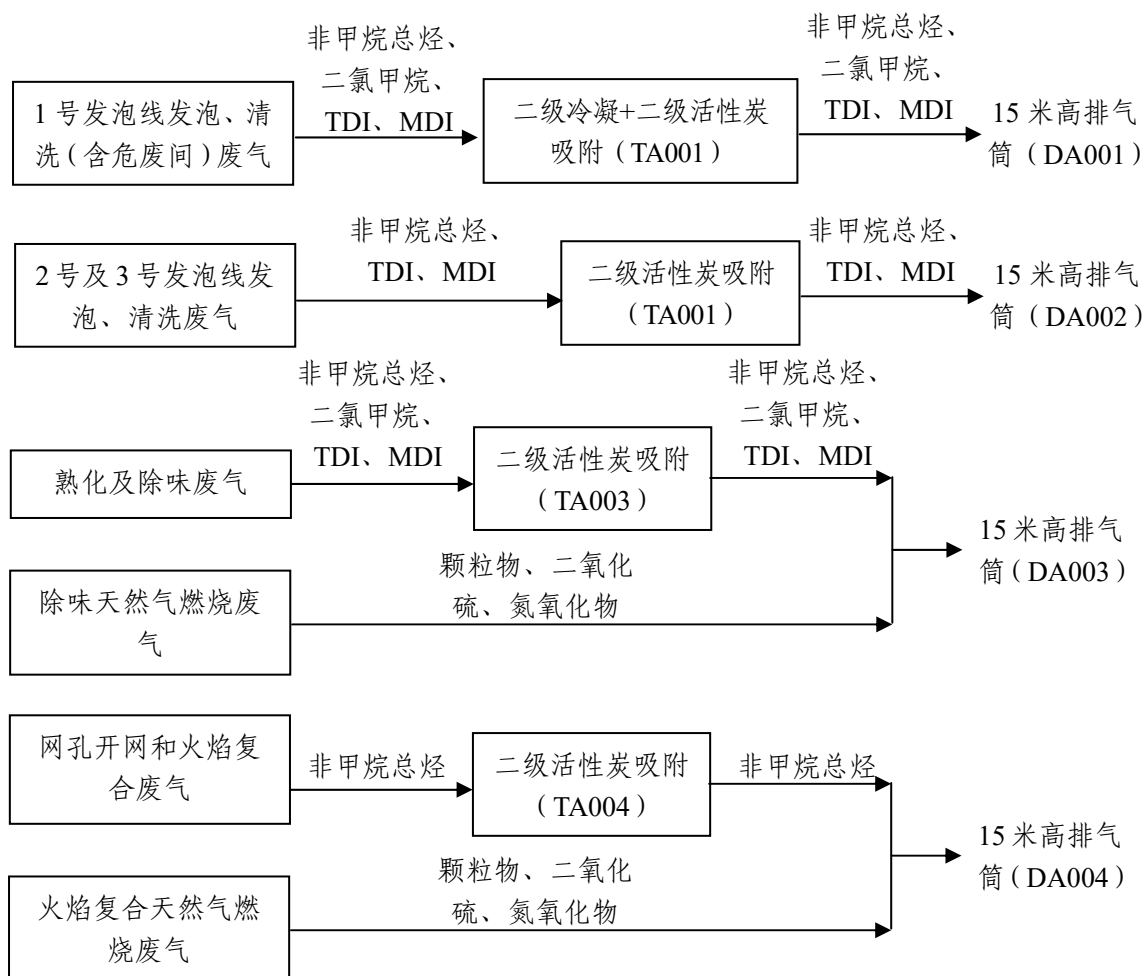 非甲烷总烃、
二氯甲烷、
TDI、MDI
非甲烷总烃、
二氯甲烷、
TDI、MDI
1 号发泡线发泡、清
洗（含危废间）废气
二级冷凝+二级活性炭
吸附（TA001）
15 米高排气
筒（DA001）
非甲烷总烃、
TDI、MDI
非甲烷总烃、
TDI、MDI
2 号及 3 号发泡线发
泡、清洗废气
二级活性炭吸附
（TA001）
15 米高排气
筒（DA002）
非甲烷总烃、
二氯甲烷、
TDI、MDI
非甲烷总烃、
二氯甲烷、
TDI、MDI
熟化及除味废气
二级活性炭吸附
（TA003）
15 米高排气
筒（DA003）
除味天然气燃烧废
气
颗粒物、二氧化
硫、氮氧化物
网孔开网和火焰复
合废气
非甲烷总烃
二级活性炭吸附
（TA004）
非甲烷总烃
15 米高排气
筒（DA004）
火焰复合天然气燃
烧废气
颗粒物、二氧化
硫、氮氧化物